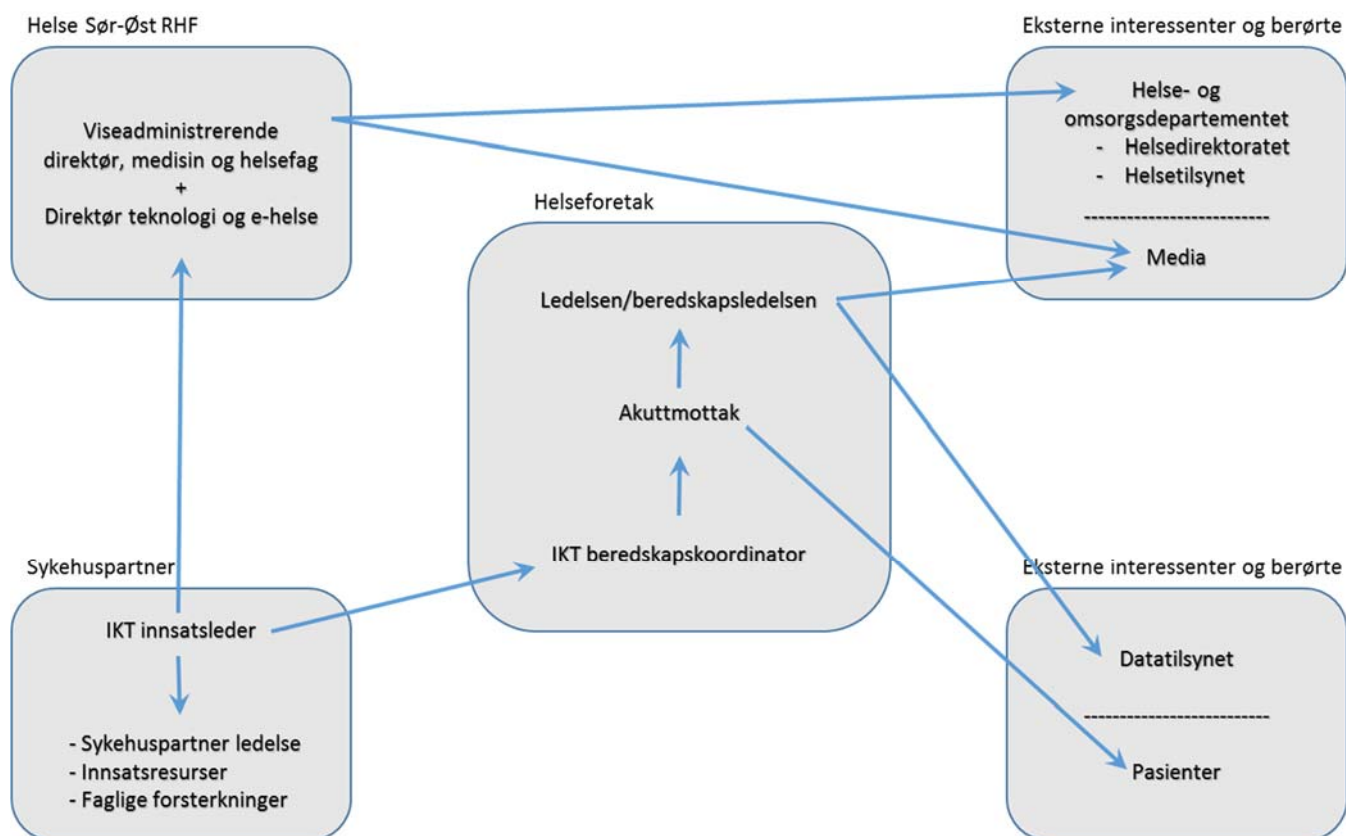 Helse Sør-Øst RHF
Viseadministrerende
direktør, medisin og helsefag
+
Direktør teknologi og e-helse
Eksterne interessenter og berørte
Helse- og
omsorgsdepartementet
- Helsedirektoratet
- Helsetilsynet
--------------------------
Media
Helseforetak
Ledelsen/beredskapsledelsen
Akuttmottak
IKT beredskapskoordinator
Sykehuspartner
IKT innsatsleder
- Sykehuspartner ledelse
- Innsatsresurser
- Faglige forsterkninger
Eksterne interessenter og berørte
Datatilsynet
--------------------------
Pasienter